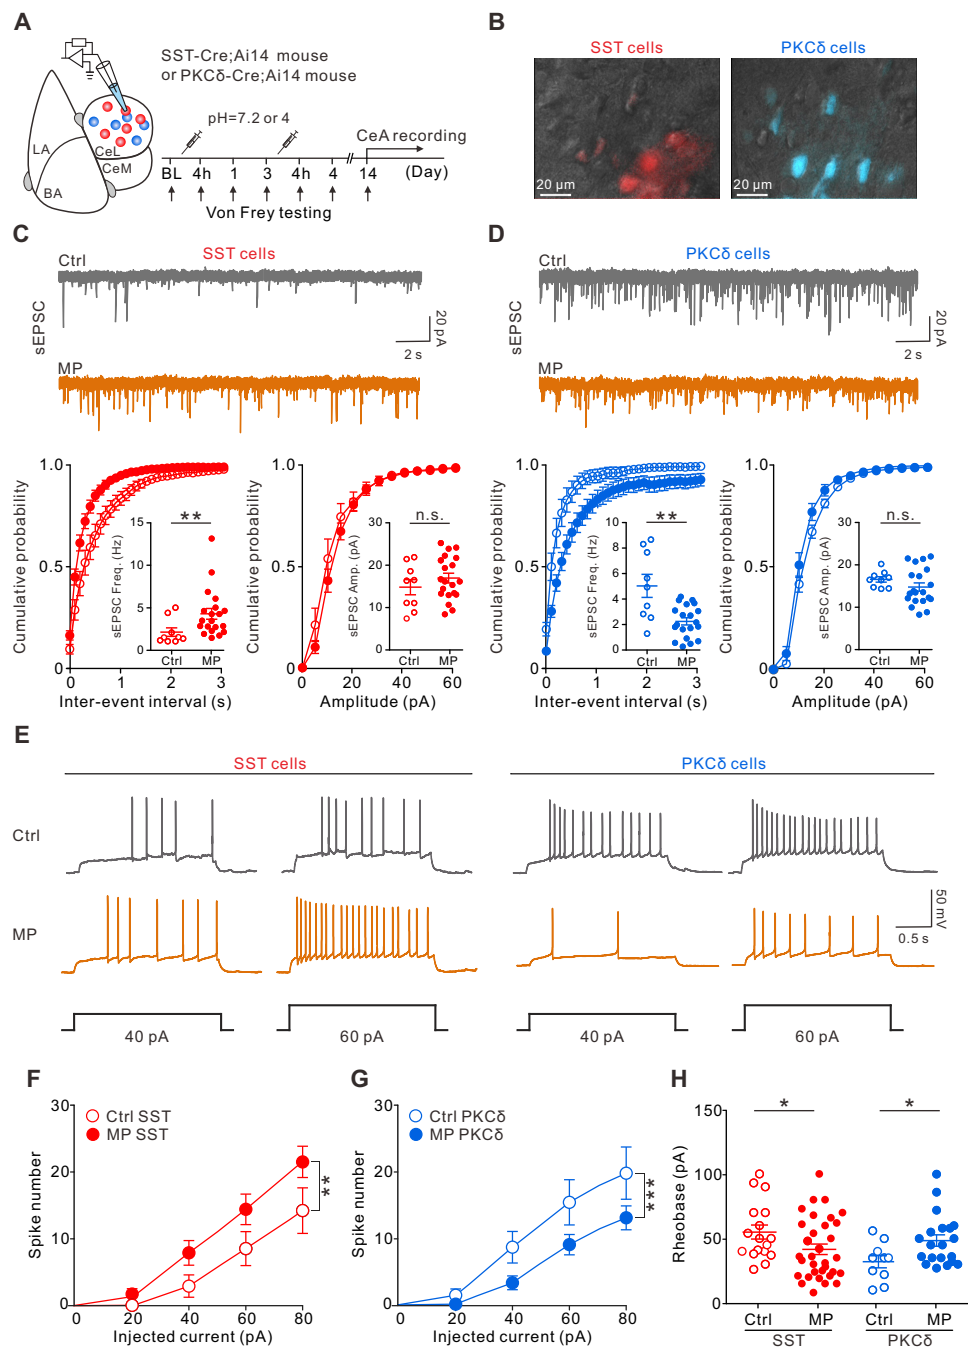 A
SST-Cre;Ai14 mouse
or PKCδ-Cre;Ai14 mouse
pH=7.2 or 4
CeA recording
LA
CeL
CeM
BA
BL 4h 1 3 4h 4 14 (Day)
Von Frey testing
B
SST cells
PKCδ cells
20 μm
20 μm
C
SST cells
Ctrl
sEPSC
20 pA
2 s
MP
Cumulative probability
1.0
0.5
0
0 1 2 3
Inter-event interval (s)
**
sEPSC Freq. (Hz)
15
10
5
0
Ctrl MP
Cumulative probability
1.0
0.5
0
0 20 40 60
Amplitude (pA)
n.s.
sEPSC Amp. (pA)
30
20
10
0
Ctrl MP
D
PKCδ cells
Ctrl
sEPSC
20 pA
2 s
MP
Cumulative probability
1.0
0.5
0
0 1 2 3
Inter-event interval (s)
**
sEPSC Freq. (Hz)
10
8
6
4
2
0
Ctrl MP
Cumulative probability
1.0
0.5
0
0 20 40 60
Amplitude (pA)
n.s.
sEPSC Amp. (pA)
30
20
10
0
Ctrl MP
E
SST cells
PKCδ cells
Ctrl
MP
50 mV
0.5 s
40 pA
60 pA
40 pA
60 pA
F
Ctrl SST
MP SST
Spike number
30
20
10
0
0 20 40 60 80
Injected current (pA)
**
G
Ctrl PKCδ
MP PKCδ
Spike number
30
20
10
0
0 20 40 60 80
Injected current (pA)
***
H
Rheobase (pA)
150
100
50
0
* *
Ctrl MP Ctrl MP
SST PKCδ